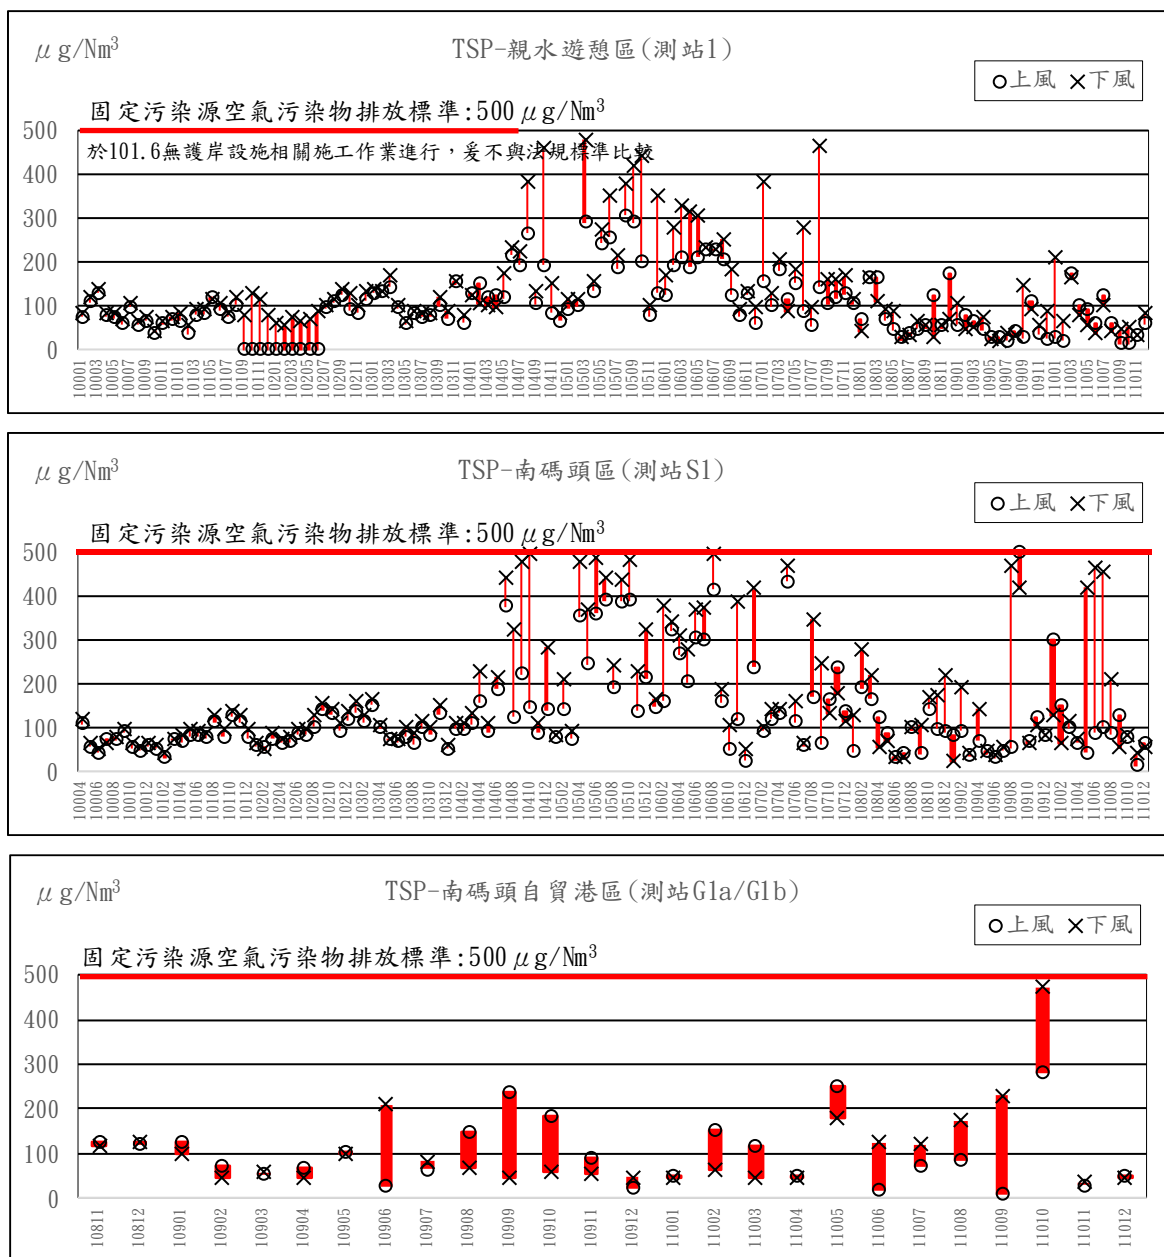 μg/Nm³
TSP-親水遊憩區(測站1)
上風 下風
固定污染源空氣污染物排放標準:500μg/Nm³
於101.6無護岸設施相關施工作業進行，爰不與法規標準比較
500
400
300
200
100
0
10001 10003 10005 10007 10009 10011 10101 10103 10105 10107 10109 10111 10201 10203 10205 10207 10209 10211 10301 10303 10305 10307 10309 10311 10401 10403 10405 10407 10409 10411 10501 10503 10505 10507 10509 10511 10601 10603 10605 10607 10609 10611 10701 10703 10705 10707 10709 10711 10801 10803 10805 10807 10809 10811 10901 10903 10905 10907 10909 10911 11001 11003 11005 11007 11009 11011
μg/Nm³
TSP-南碼頭區(測站S1)
上風 下風
固定污染源空氣污染物排放標準:500μg/Nm³
500
400
300
200
100
0
10004 10006 10008 10010 10012 10102 10104 10106 10108 10110 10112 10202 10204 10206 10208 10210 10212 10302 10304 10306 10308 10310 10312 10402 10404 10406 10408 10410 10412 10502 10504 10506 10508 10510 10512 10602 10604 10606 10608 10610 10612 10702 10704 10706 10708 10710 10712 10802 10804 10806 10808 10810 10812 10902 10904 10906 10908 10910 10912 11002 11004 11006 11008 11010 11012
μg/Nm³
TSP-南碼頭自貿港區(測站G1a/G1b)
上風 下風
固定污染源空氣污染物排放標準:500μg/Nm³
500
400
300
200
100
0
10811 10812 10901 10902 10903 10904 10905 10906 10907 10908 10909 10910 10911 10912 11001 11002 11003 11004 11005 11006 11007 11008 11009 11010 11011 11012